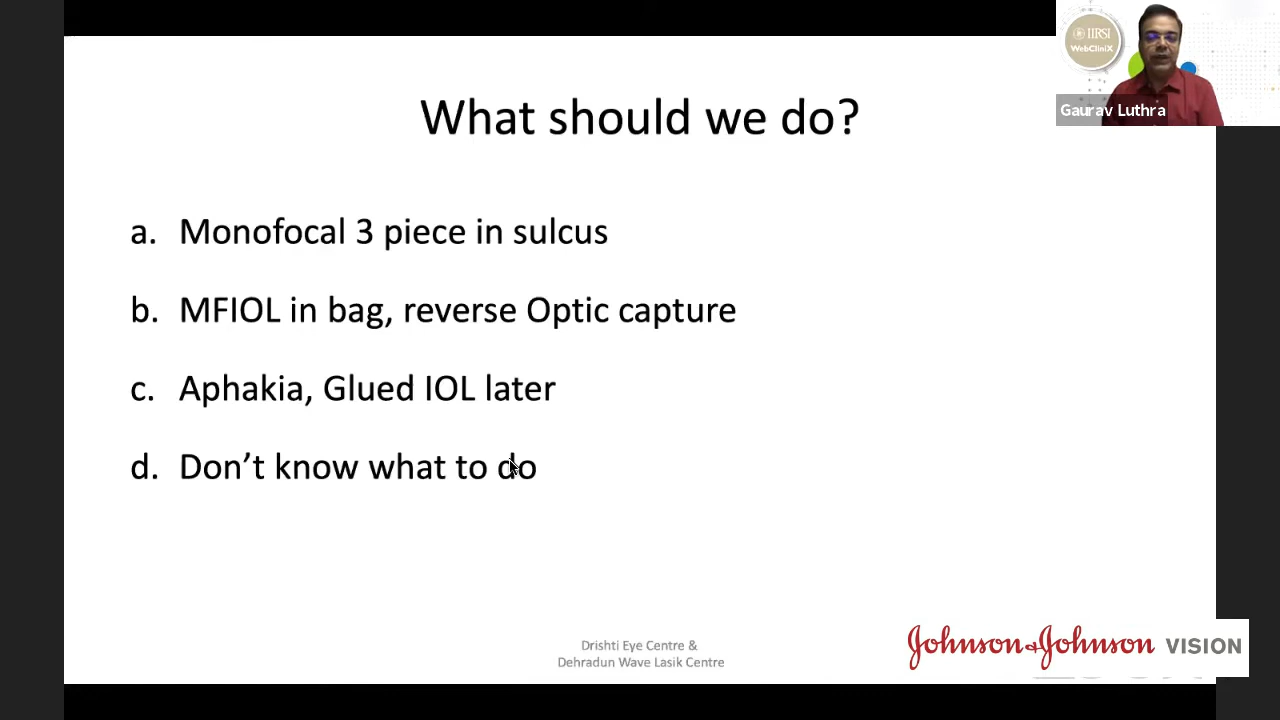 IIRSI
WebCliniX
Gaurav Luthra
What should we do?
a. Monofocal 3 piece in sulcus
b. MFIOL in bag, reverse Optic capture
c. Aphakia, Glued IOL later
d. Don’t know what to do
Drishti Eye Centre &
Dehradun Wave Lasik Centre
Johnson & Johnson VISION